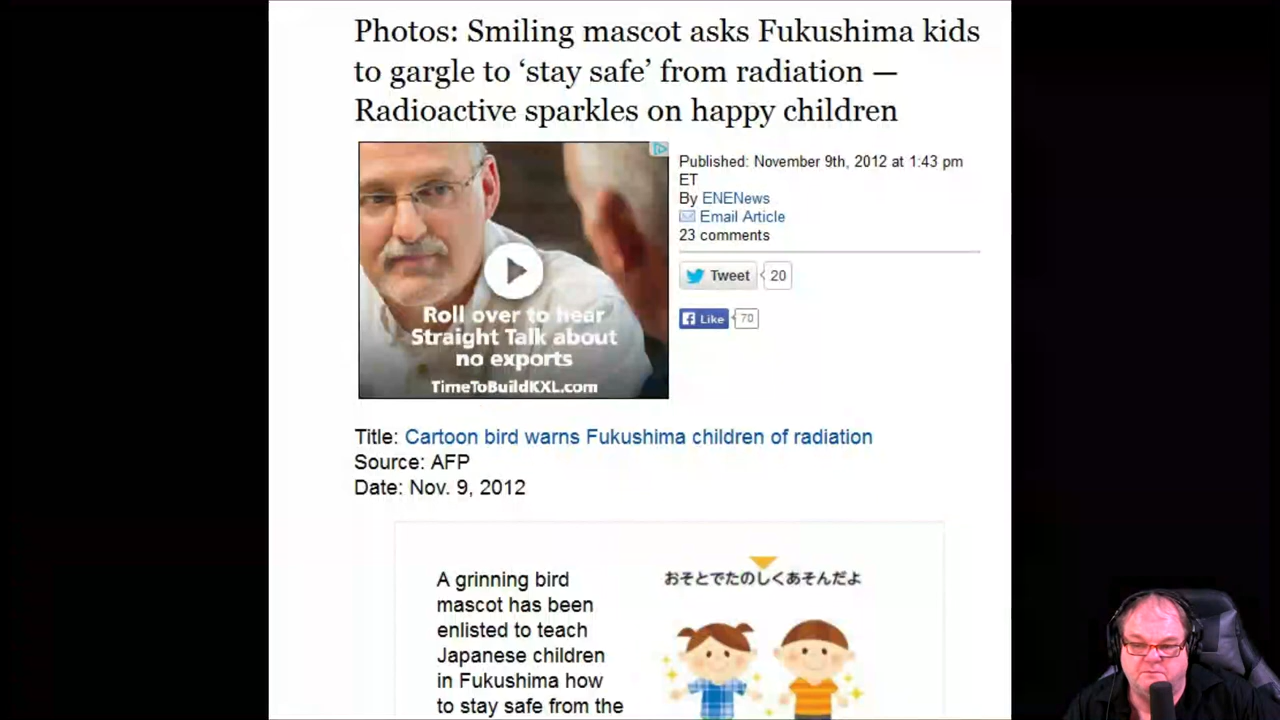 Photos: Smiling mascot asks Fukushima kids
to gargle to ‘stay safe’ from radiation —
Radioactive sparkles on happy children
Roll over to hear
Straight Talk about
no exports
TimeToBuildKXL.com
Published: November 9th, 2012 at 1:43 pm
ET
By ENENews
Email Article
23 comments
Tweet 20
Like 70
Title: Cartoon bird warns Fukushima children of radiation
Source: AFP
Date: Nov. 9, 2012
A grinning bird
mascot has been
enlisted to teach
Japanese children
in Fukushima how
to stay safe from the
おそとでたのしくあそんだよ